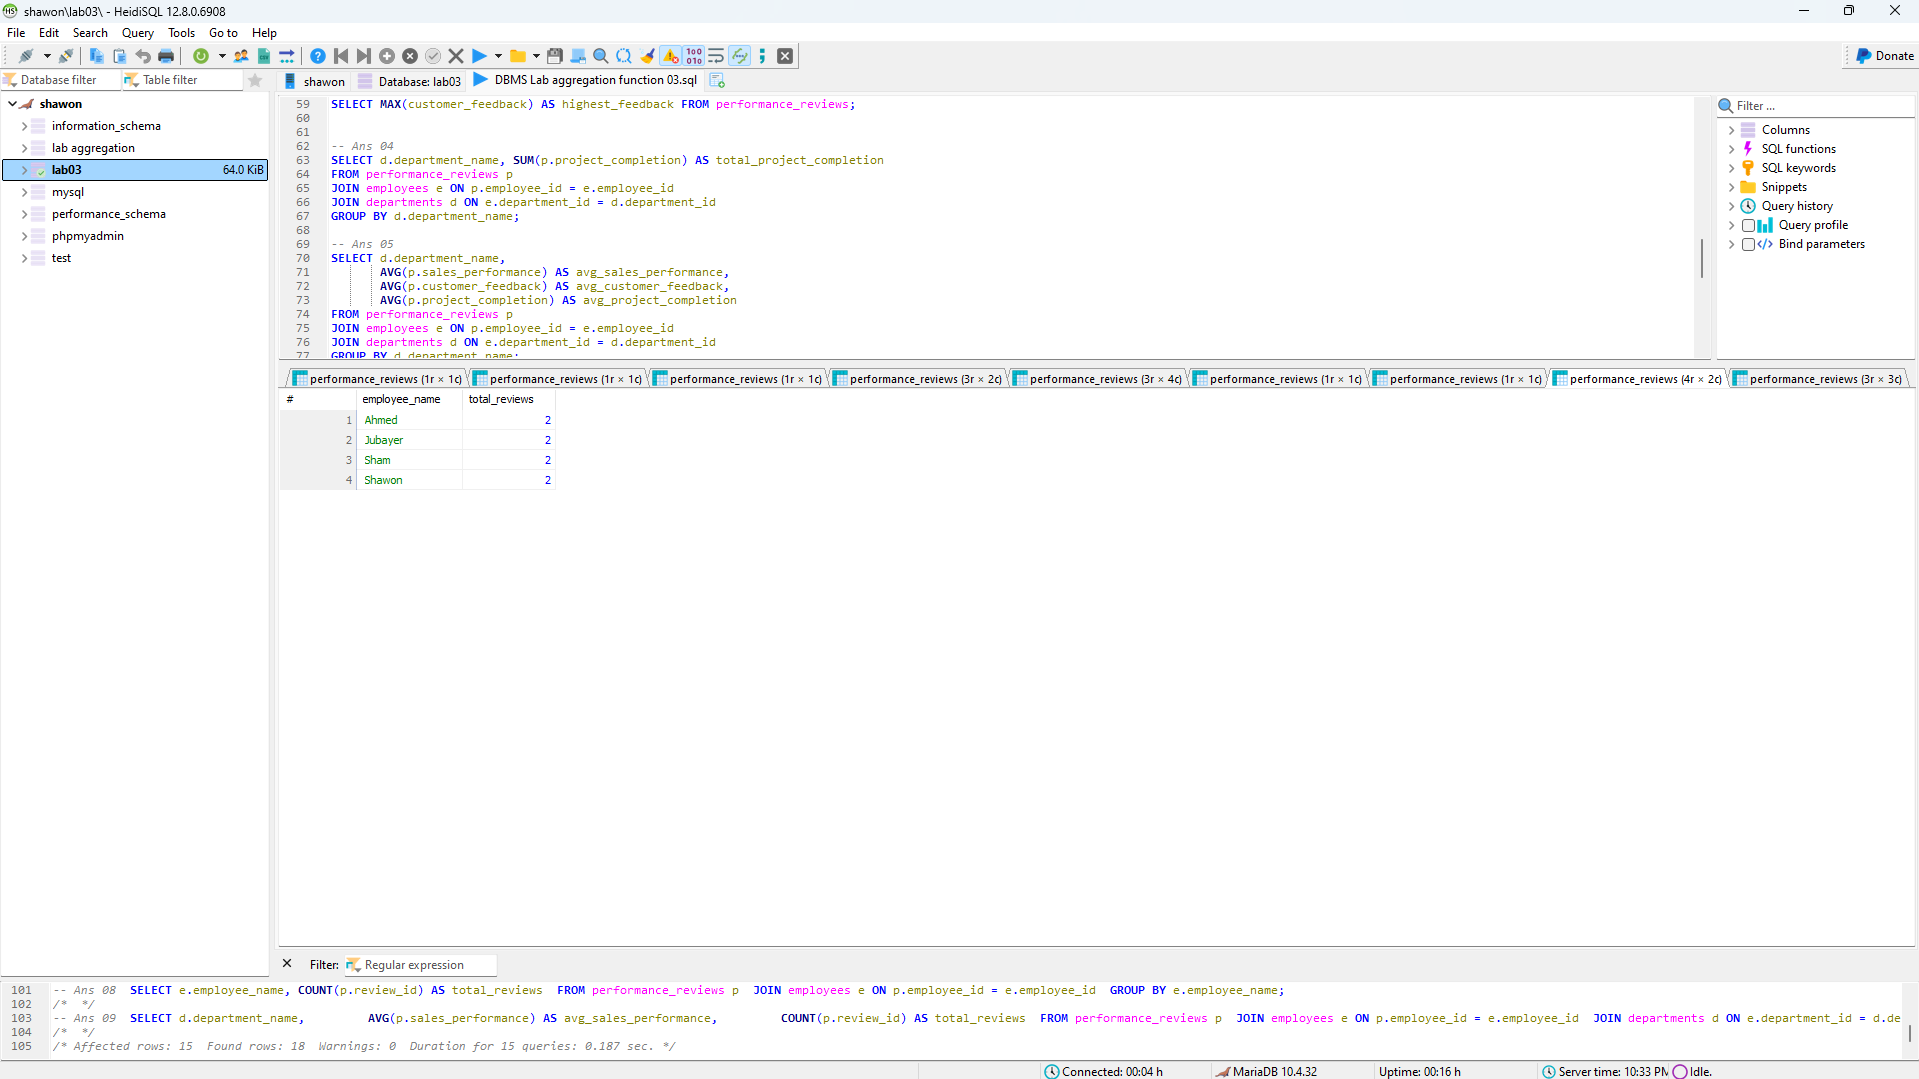 shawon\lab03\ - HeidiSQL 12.8.0.6908
File Edit Search Query Tools Go to Help
Donate
Database filter Table filter
shawon Database: lab03 DBMS Lab aggregation function 03.sql
shawon
information_schema
lab aggregation
lab03 64.0 KiB
mysql
performance_schema
phpmyadmin
test
59 SELECT MAX(customer_feedback) AS highest_feedback FROM performance_reviews;
60
61
62 -- Ans 04
63 SELECT d.department_name, SUM(p.project_completion) AS total_project_completion
64 FROM performance_reviews p
65 JOIN employees e ON p.employee_id = e.employee_id
66 JOIN departments d ON e.department_id = d.department_id
67 GROUP BY d.department_name;
68
69 -- Ans 05
70 SELECT d.department_name,
71 AVG(p.sales_performance) AS avg_sales_performance,
72 AVG(p.customer_feedback) AS avg_customer_feedback,
73 AVG(p.project_completion) AS avg_project_completion
74 FROM performance_reviews p
75 JOIN employees e ON p.employee_id = e.employee_id
76 JOIN departments d ON e.department_id = d.department_id
77 GROUP BY d.department_name;
Filter ...
Columns
SQL functions
SQL keywords
Snippets
Query history
Query profile
Bind parameters
performance_reviews (1r × 1c) performance_reviews (1r × 1c) performance_reviews (1r × 1c) performance_reviews (3r × 2c) performance_reviews (3r × 4c) performance_reviews (1r × 1c) performance_reviews (1r × 1c) performance_reviews (4r × 2c) performance_reviews (3r × 3c)
# employee_name total_reviews
1 Ahmed 2
2 Jubayer 2
3 Sham 2
4 Shawon 2
Filter: Regular expression
101 -- Ans 08 SELECT e.employee_name, COUNT(p.review_id) AS total_reviews FROM performance_reviews p JOIN employees e ON p.employee_id = e.employee_id GROUP BY e.employee_name;
102 /* */
103 -- Ans 09 SELECT d.department_name, AVG(p.sales_performance) AS avg_sales_performance, COUNT(p.review_id) AS total_reviews FROM performance_reviews p JOIN employees e ON p.employee_id = e.employee_id JOIN departments d ON e.department_id = d.de
104 /* */
105 /* Affected rows: 15 Found rows: 18 Warnings: 0 Duration for 15 queries: 0.187 sec. */
Connected: 00:04 h MariaDB 10.4.32 Uptime: 00:16 h Server time: 10:33 PM Idle.